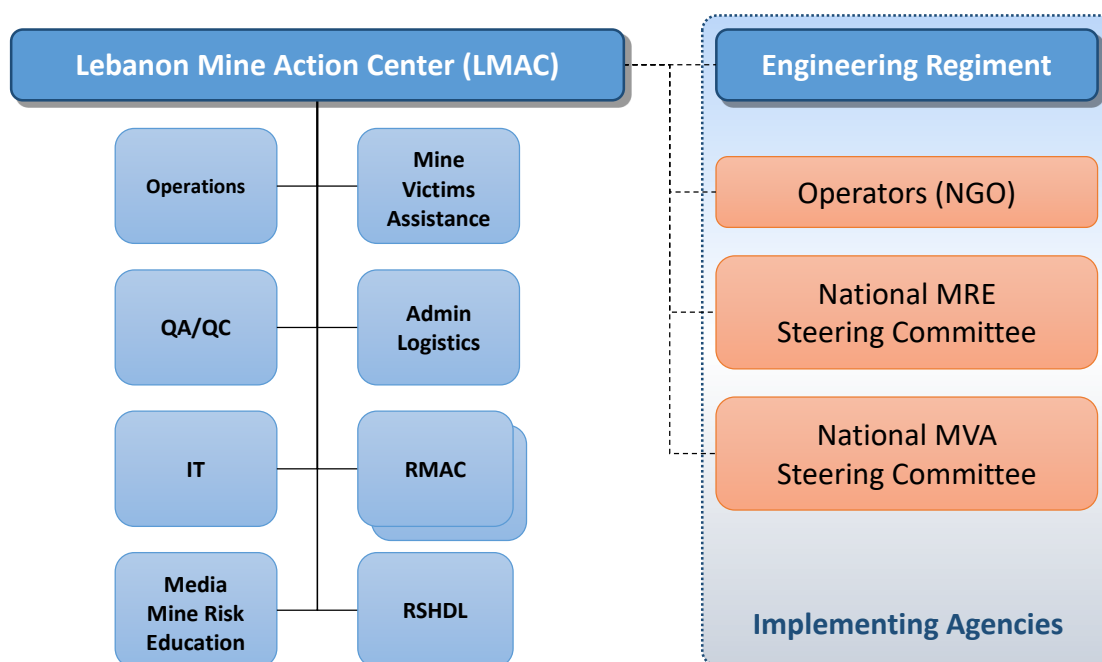 Lebanon Mine Action Center (LMAC)
Engineering Regiment
Operations
Mine
Victims
Assistance
Operators (NGO)
QA/QC
Admin
Logistics
National MRE
Steering Committee
IT
RMAC
National MVA
Steering Committee
Media
Mine Risk
Education
RSHDL
Implementing Agencies